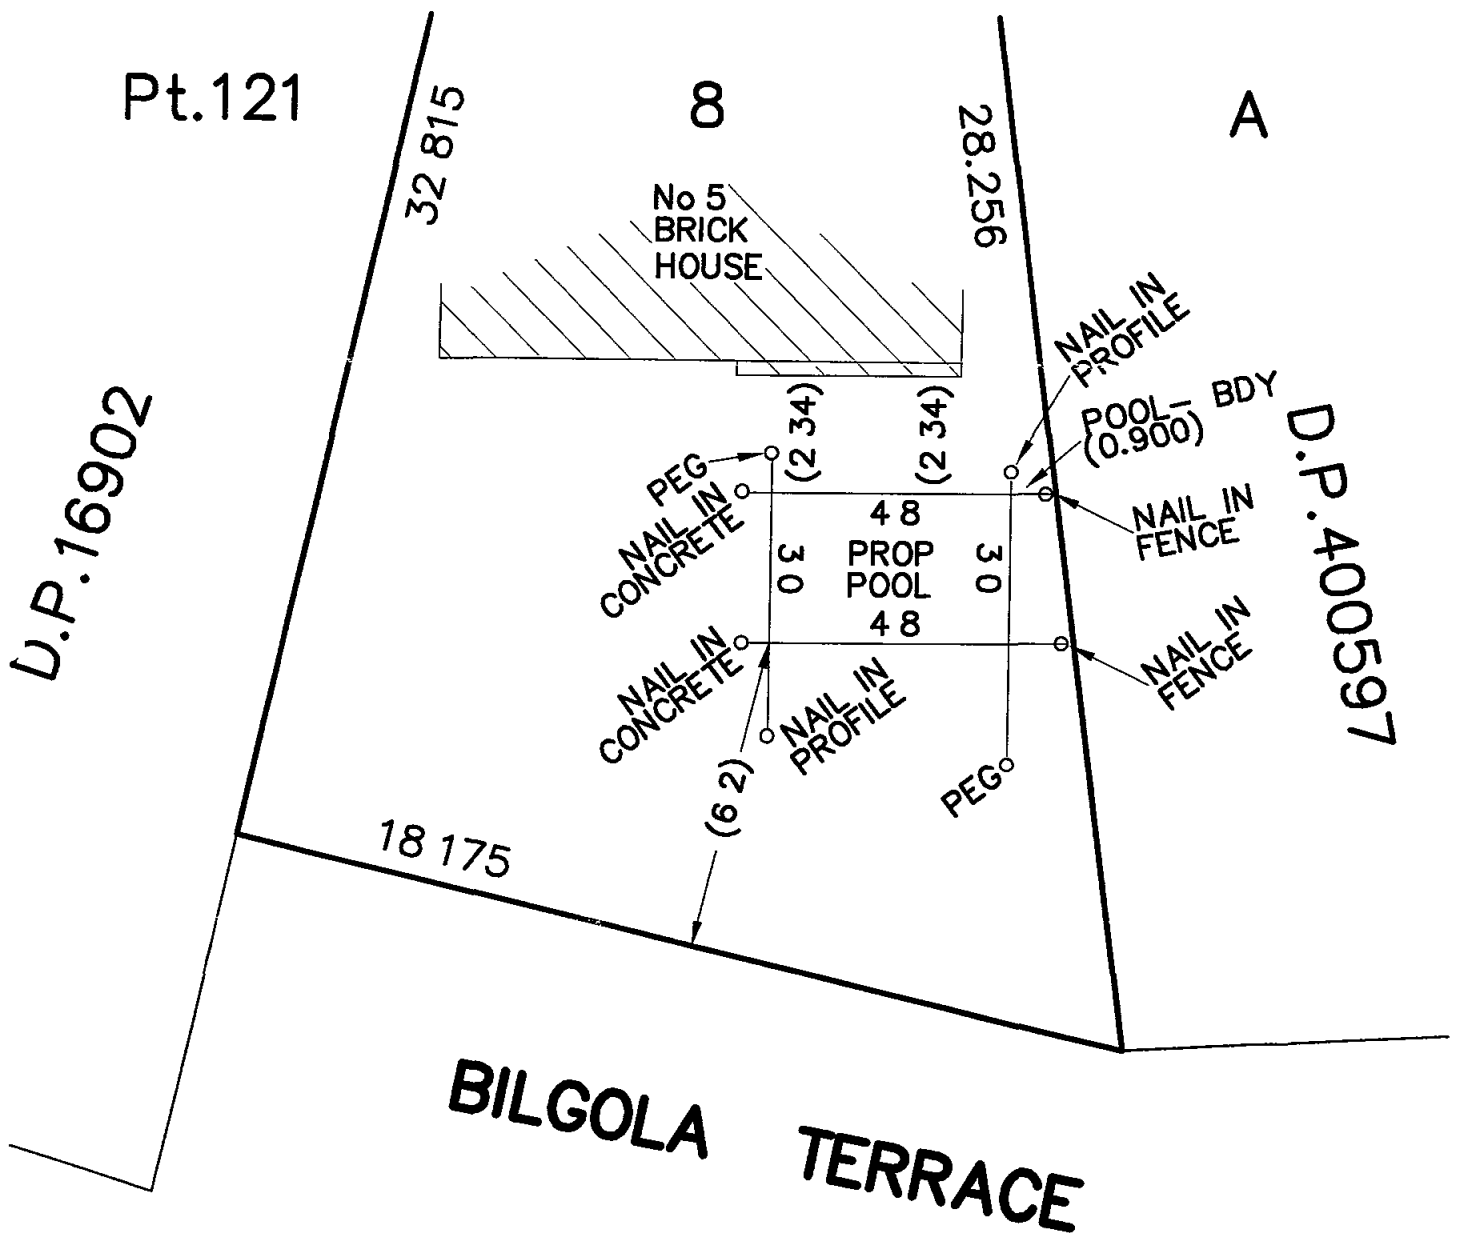 Pt.121
8
A
32 815
28.256
No 5
BRICK
HOUSE
NAIL IN
PROFILE
POOL- BDY
(0.900)
(2 34)
(2 34)
D.P.16902
D.P.400597
PEG
NAIL IN
CONCRETE
4 8
NAIL IN
FENCE
3 0
PROP
POOL
3 0
4 8
NAIL IN
CONCRETE
NAIL IN
PROFILE
NAIL IN
FENCE
(6 2)
PEG
18 175
BILGOLA TERRACE